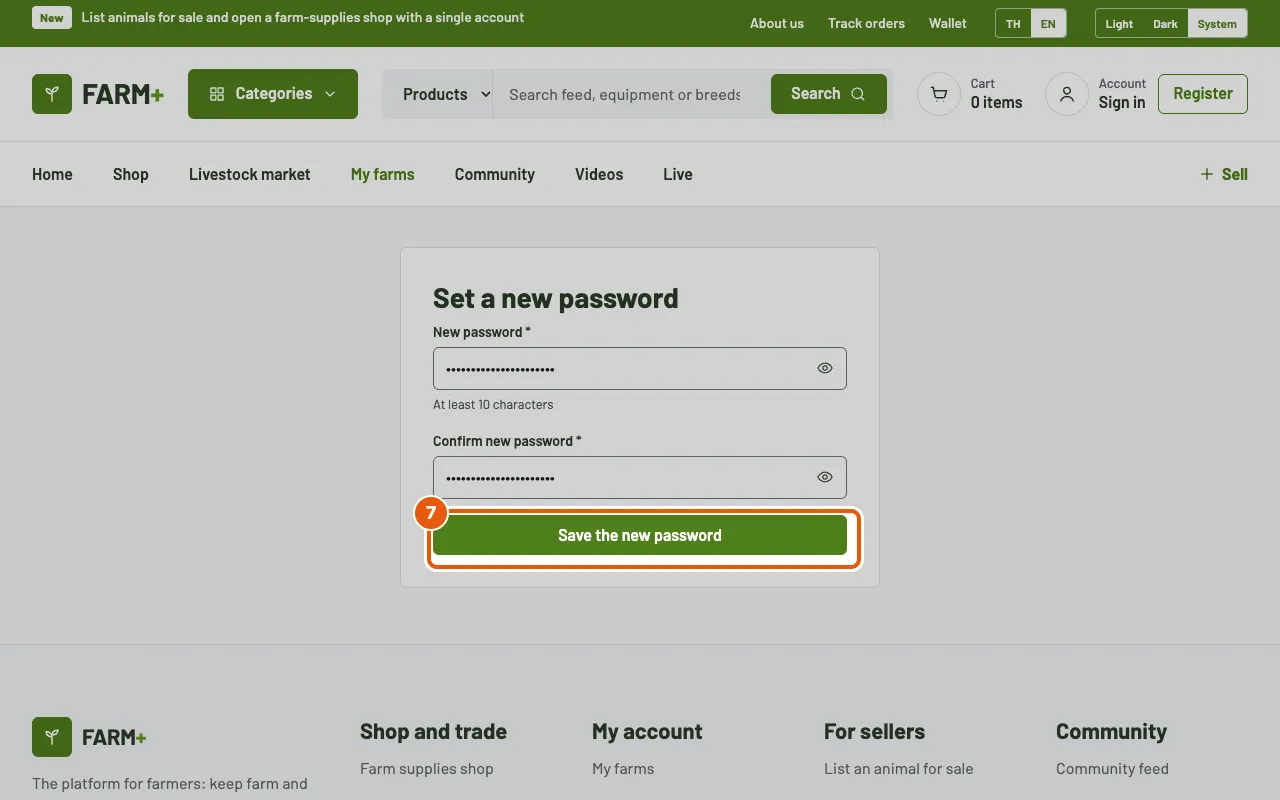 New List animals for sale and open a farm-supplies shop with a single account
About us Track orders Wallet TH EN Light Dark System
FARM+ Categories Products Search feed, equipment or breeds Search Cart 0 items Account Sign in Register
Home Shop Livestock market My farms Community Videos Live + Sell
Set a new password
New password *
••••••••••••••••••••••
At least 10 characters
Confirm new password *
••••••••••••••••••••••
7
Save the new password
FARM+
The platform for farmers: keep farm and
Shop and trade
Farm supplies shop
My account
My farms
For sellers
List an animal for sale
Community
Community feed